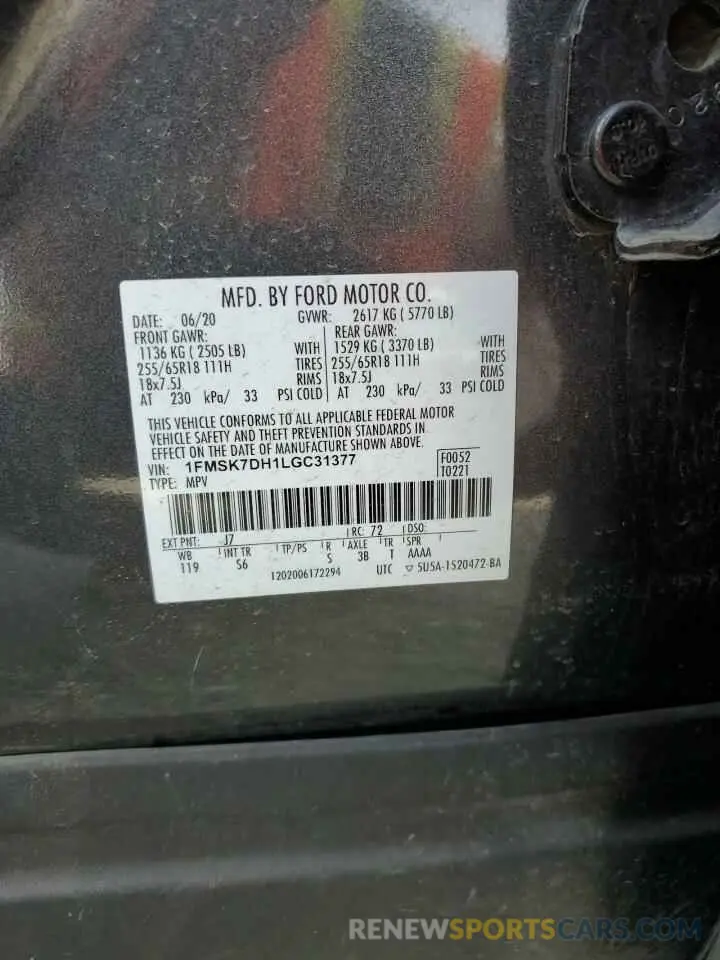 MFD. BY FORD MOTOR CO.
DATE: 06/20 GVWR: 2617 KG ( 5770 LB)
FRONT GAWR: REAR GAWR:
1136 KG ( 2505 LB) WITH 1529 KG ( 3370 LB) WITH
255/65R18 111H TIRES 255/65R18 111H TIRES
18x7.5J RIMS 18x7.5J RIMS
AT 230 kPa/ 33 PSI COLD AT 230 kPa/ 33 PSI COLD
THIS VEHICLE CONFORMS TO ALL APPLICABLE FEDERAL MOTOR
VEHICLE SAFETY AND THEFT PREVENTION STANDARDS IN
EFFECT ON THE DATE OF MANUFACTURE SHOWN ABOVE.
VIN: 1FMSK7DH1LGC31377 F0052
TYPE: MPV T0221
EXT PNT: J7 RC: 72 DSO:
WB INT TR TP/PS R AXLE TR SPR
119 S6 S 3B T AAAA
1202006172294 UTC ▽ 5U5A-1520472-BA
RENEWSPORTSCARS.COM